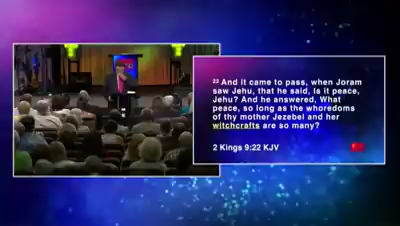 22 And it came to pass, when Joram
saw Jehu, that he said, Is it peace,
Jehu? And he answered, What
peace, so long as the whoredoms
of thy mother Jezebel and her
witchcrafts are so many?
2 Kings 9:22 KJV